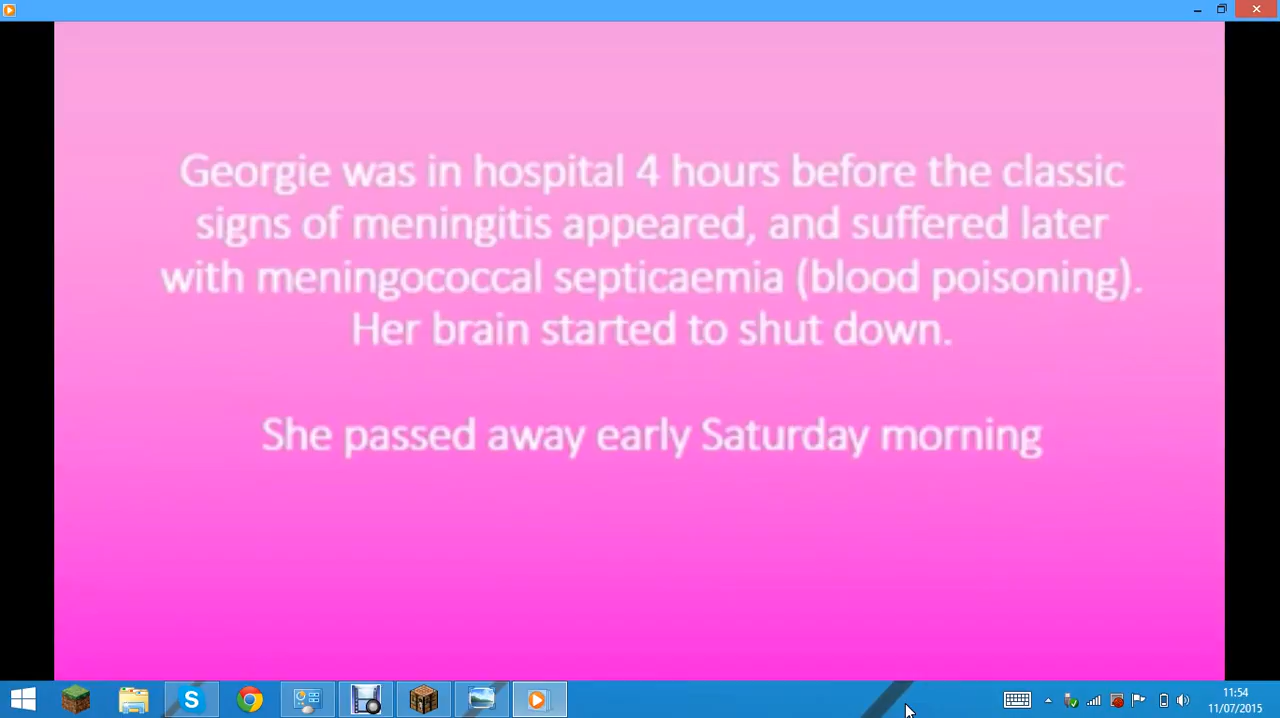 Georgie was in hospital 4 hours before the classic
signs of meningitis appeared, and suffered later
with meningococcal septicaemia (blood poisoning).
Her brain started to shut down.
She passed away early Saturday morning
11:54
11/07/2015